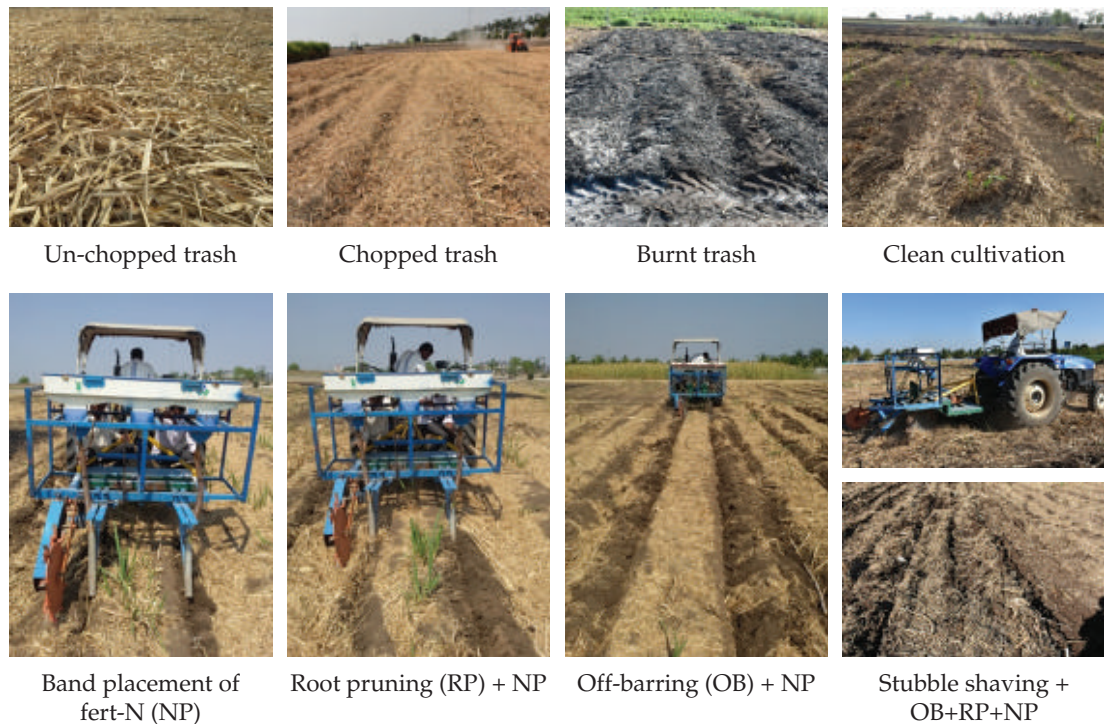 Un-chopped trash
Chopped trash
Burnt trash
Clean cultivation
Band placement of
fert-N (NP)
Root pruning (RP) + NP
Off-barring (OB) + NP
Stubble shaving +
OB+RP+NP